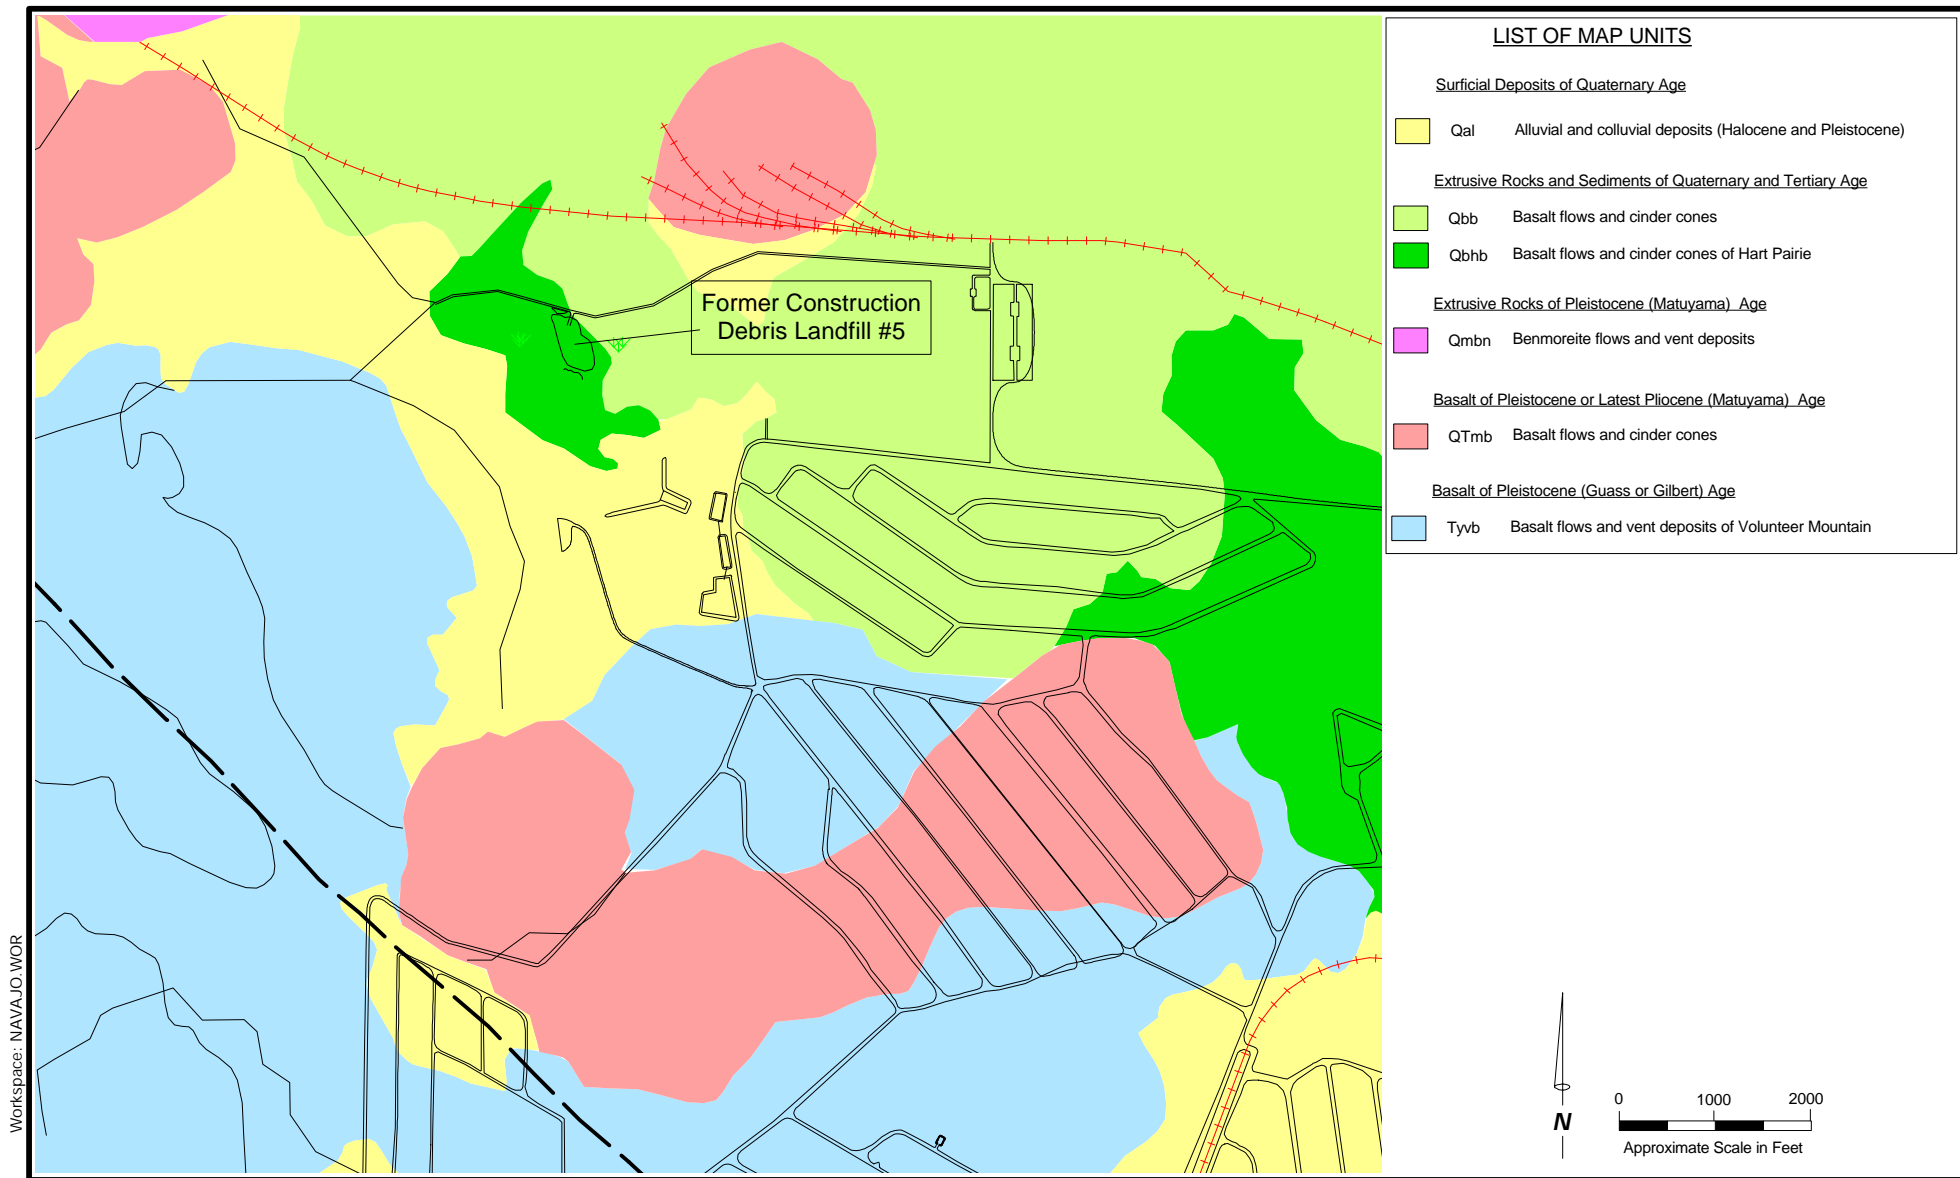 LIST OF MAP UNITS
Surficial Deposits of Quaternary Age
Qal Alluvial and colluvial deposits (Halocene and Pleistocene)
Extrusive Rocks and Sediments of Quaternary and Tertiary Age
Qbb Basalt flows and cinder cones
Qbhb Basalt flows and cinder cones of Hart Pairie
Extrusive Rocks of Pleistocene (Matuyama) Age
Qmbn Benmoreite flows and vent deposits
Basalt of Pleistocene or Latest Pliocene (Matuyama) Age
QTmb Basalt flows and cinder cones
Basalt of Pleistocene (Guass or Gilbert) Age
Tyvb Basalt flows and vent deposits of Volunteer Mountain
Former Construction
Debris Landfill #5
N
0 1000 2000
Approximate Scale in Feet
Workspace: NAVAJO.WOR